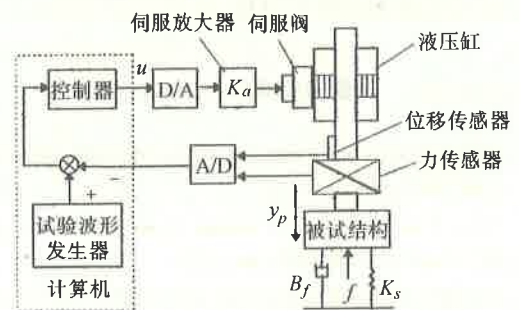 伺服放大器 伺服阀
液压缸
控制器
u
D/A
Ka
位移传感器
A/D
力传感器
+
−
yp
试验波形
发生器
被试结构
计算机
Bf
f
Ks